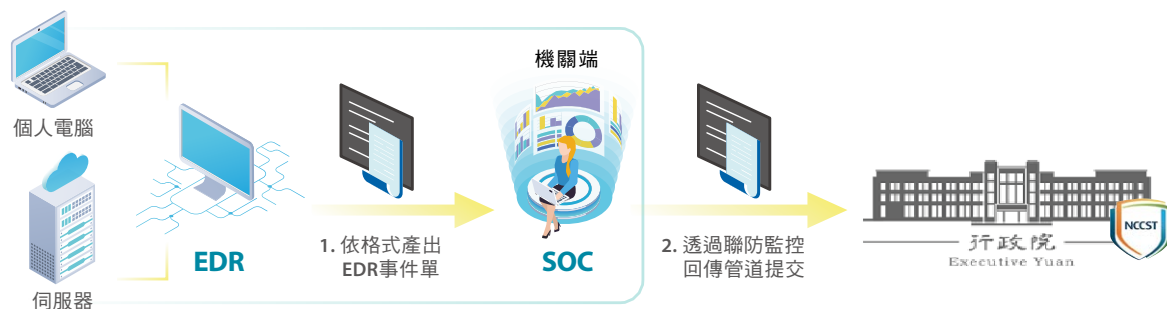 個人電腦
伺服器
EDR
1. 依格式產出
EDR事件單
機關端
SOC
2. 透過聯防監控
回傳管道提交
行政院
Executive Yuan
NCCST